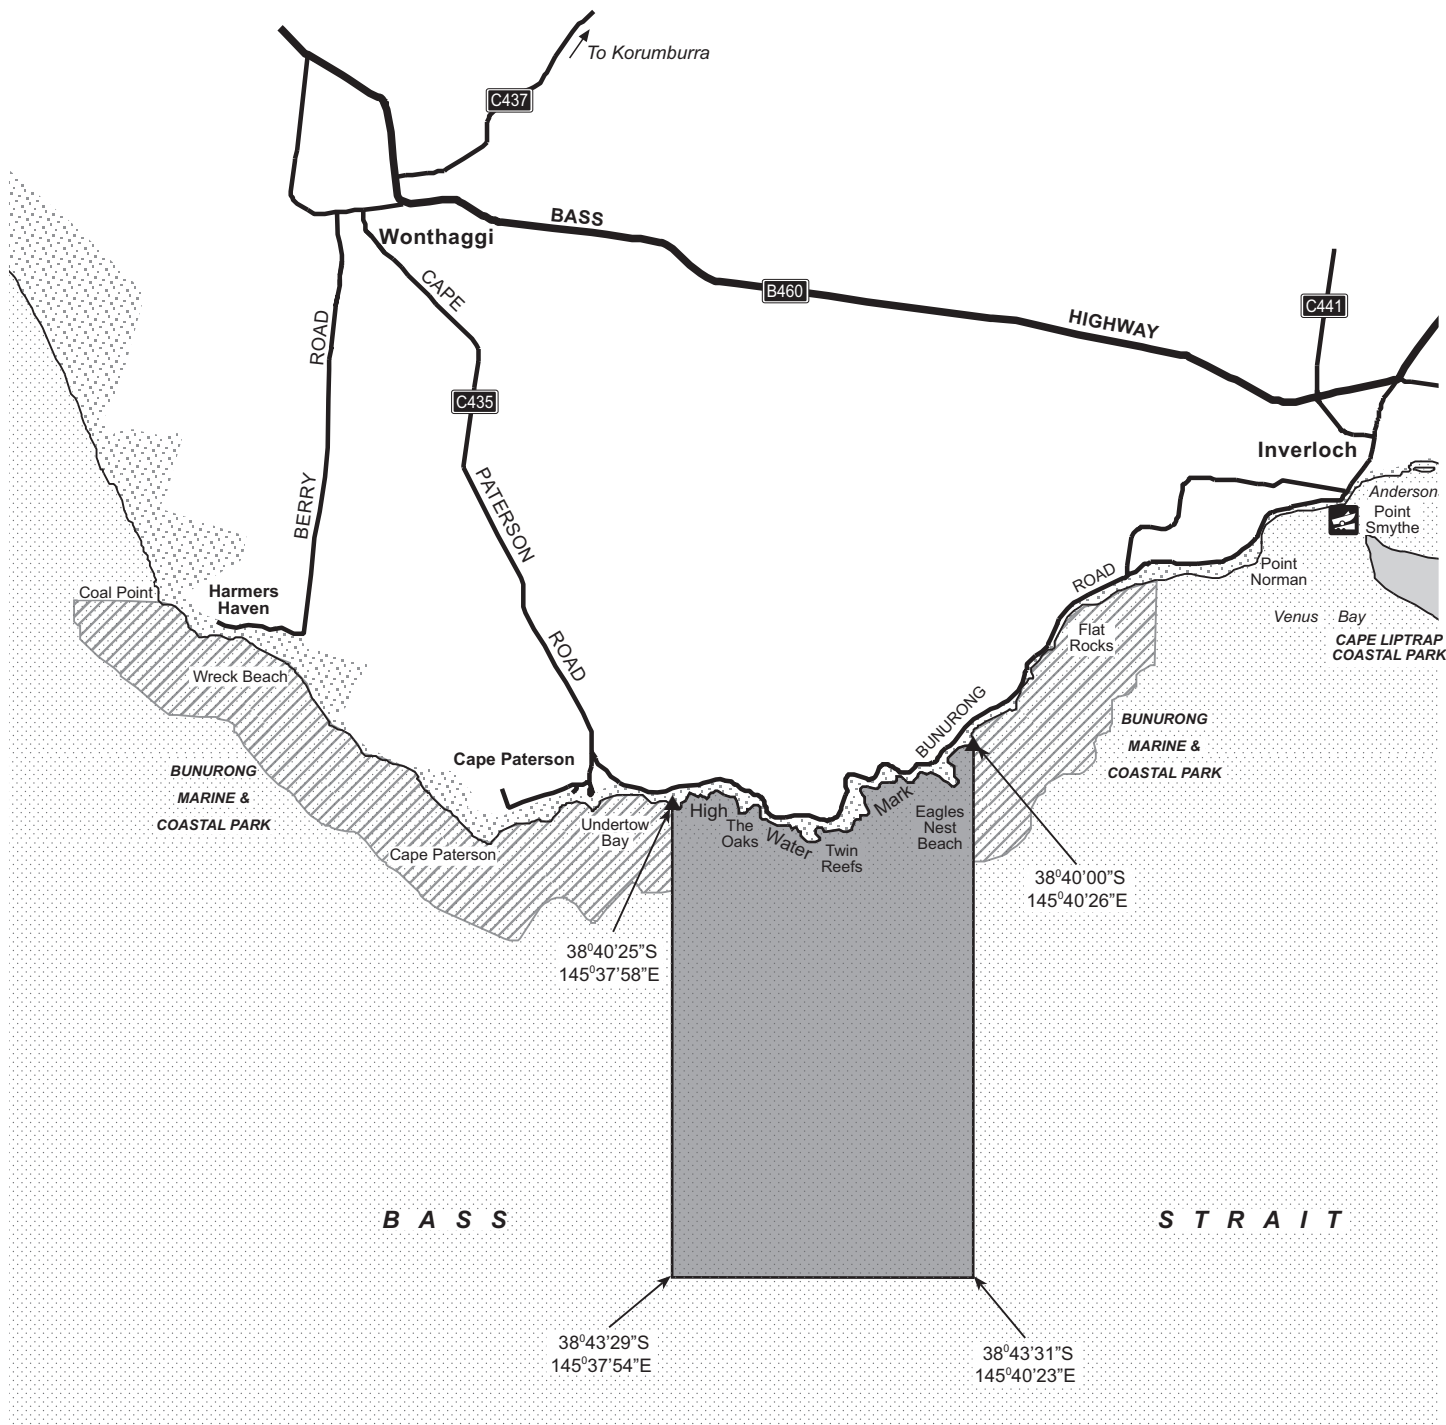 To Korumburra
C437
BASS
Wonthaggi
CAPE
B460
C441
HIGHWAY
ROAD
C435
Inverloch
PATERSON
BERRY
Anderson
Point
Smythe
Point
Norman
ROAD
Coal Point
Harmers
Haven
Venus Bay
Flat
Rocks
CAPE LIPTRAP
COASTAL PARK
ROAD
Wreck Beach
BUNURONG
BUNURONG
MARINE &
COASTAL PARK
Cape Paterson
BUNURONG
MARINE &
COASTAL PARK
High
Water
Mark
The
Oaks
Twin
Reefs
Eagles
Nest
Beach
Undertow
Bay
Cape Paterson
38⁰40'00”S
145⁰40'26”E
38⁰40'25”S
145⁰37'58”E
BASS
STRAIT
38⁰43'29”S
145⁰37'54”E
38⁰43'31”S
145⁰40'23”E